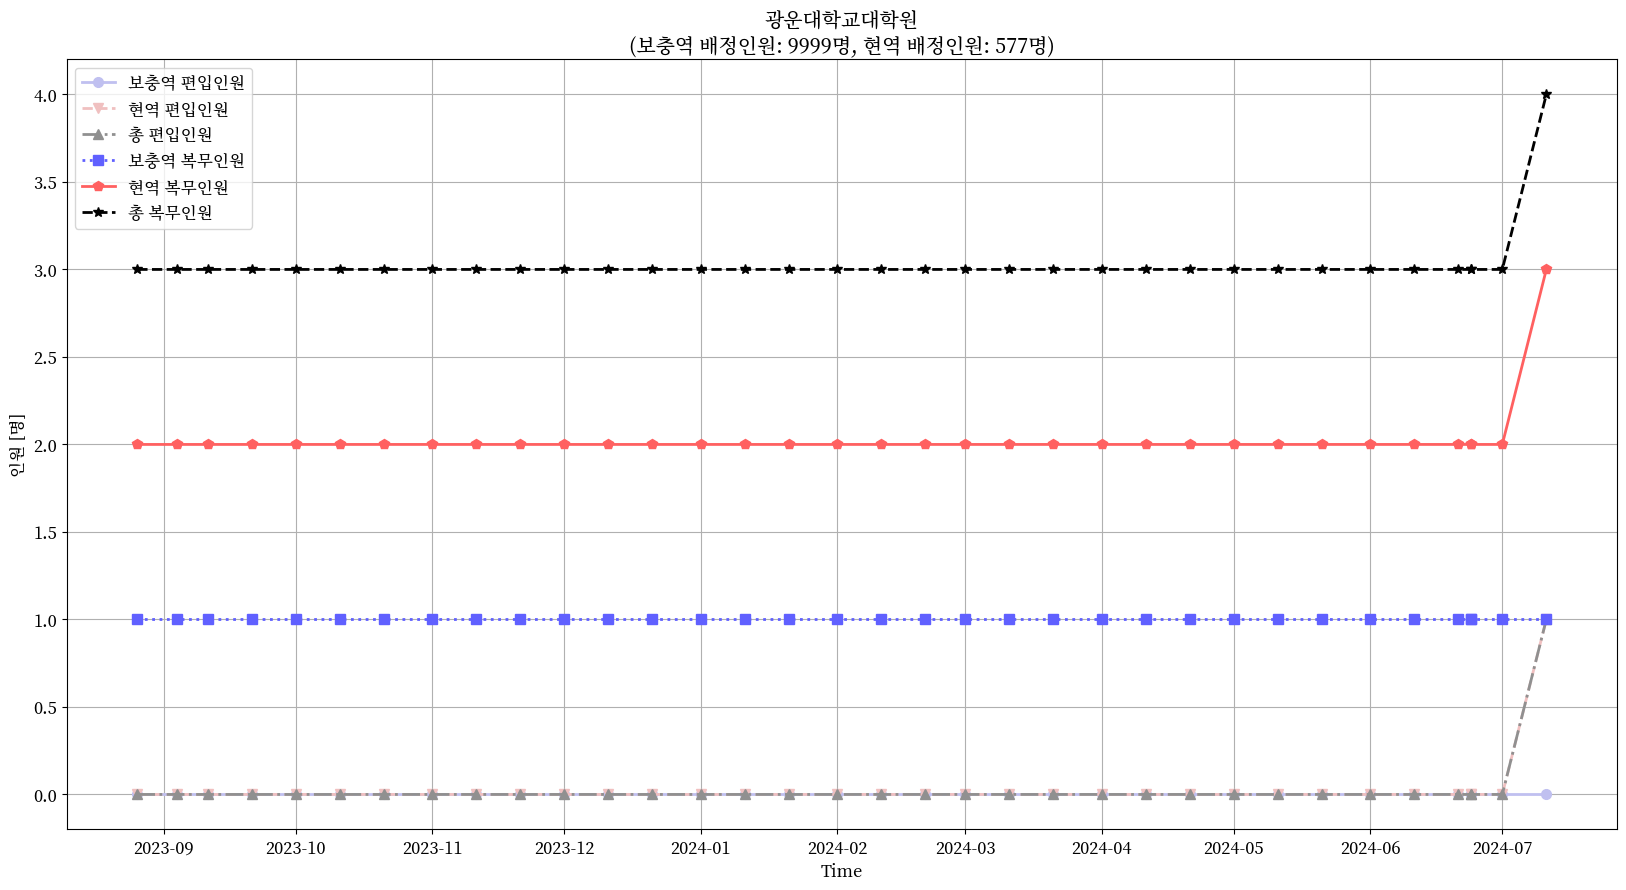 광운대학교대학원
(보충역 배정인원: 9999명, 현역 배정인원: 577명)
보충역 편입인원
현역 편입인원
총 편입인원
보충역 복무인원
현역 복무인원
총 복무인원
인원 [명]
4.0
3.5
3.0
2.5
2.0
1.5
1.0
0.5
0.0
2023-09
2023-10
2023-11
2023-12
2024-01
2024-02
2024-03
2024-04
2024-05
2024-06
2024-07
Time